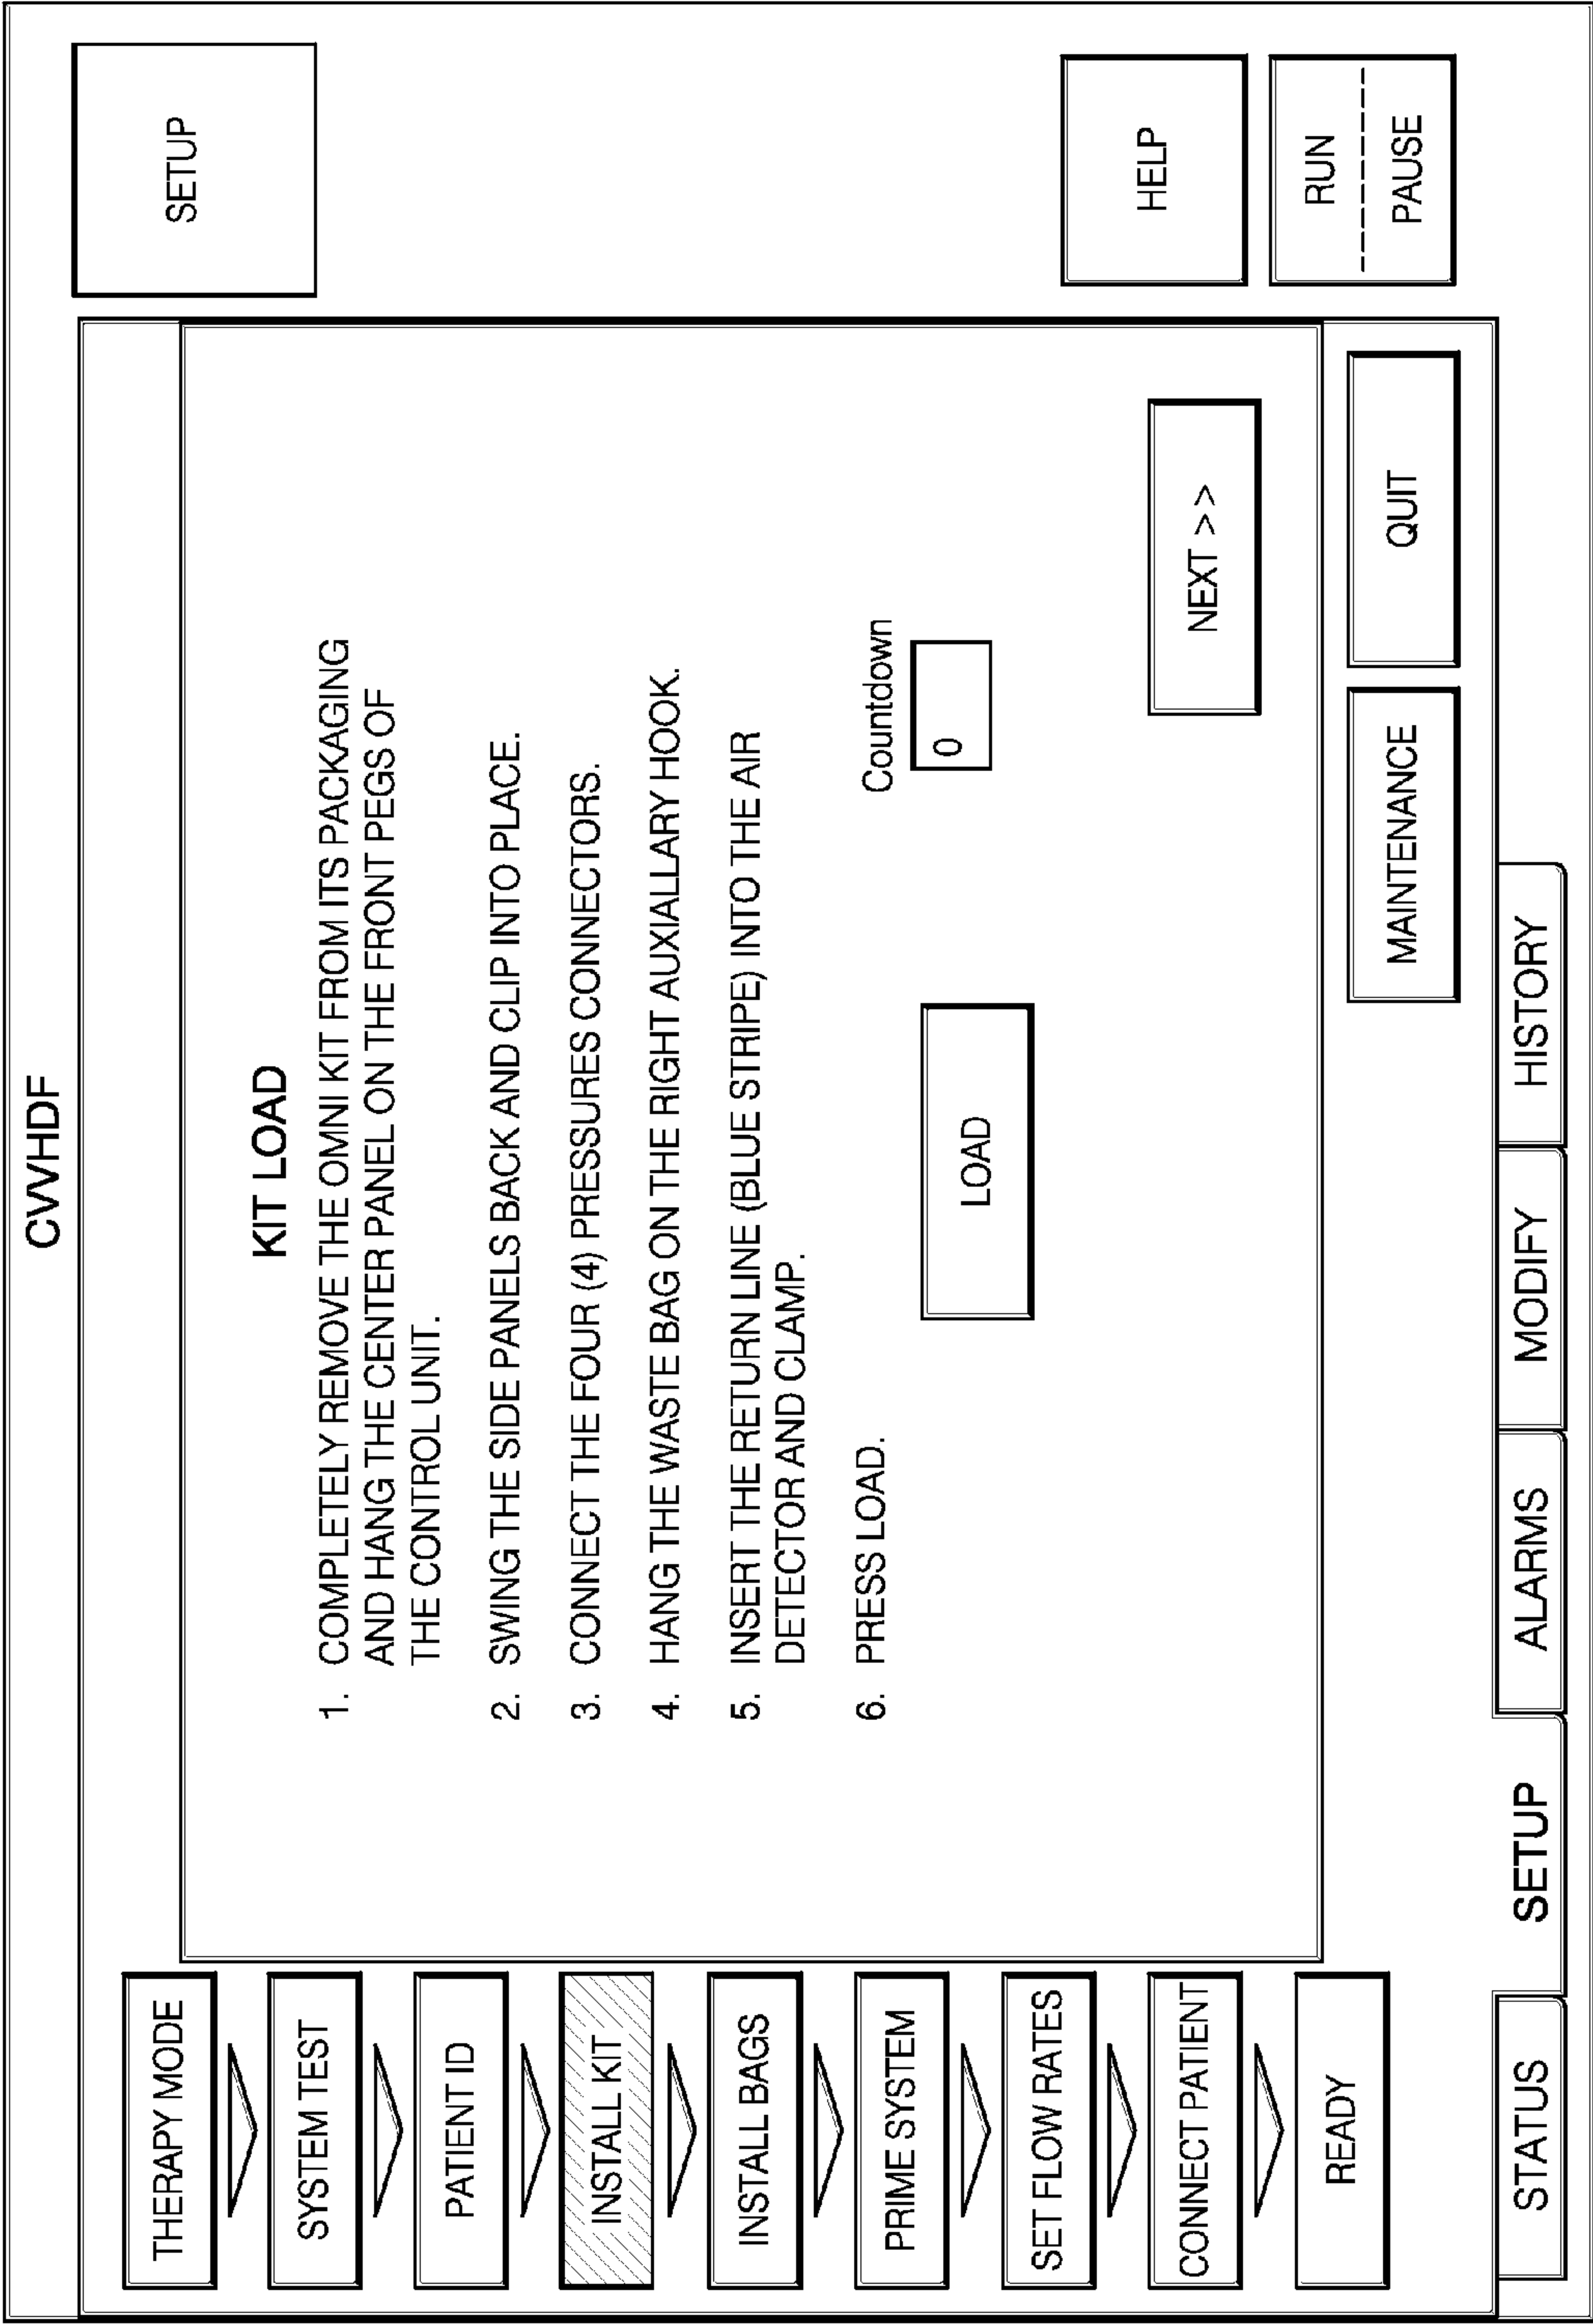 CVVHDF
SETUP
THERAPY MODE
SYSTEM TEST
PATIENT ID
INSTALL KIT
INSTALL BAGS
PRIME SYSTEM
SET FLOW RATES
CONNECT PATIENT
READY
KIT LOAD
1. COMPLETELY REMOVE THE OMNI KIT FROM ITS PACKAGING
AND HANG THE CENTER PANEL ON THE FRONT PEGS OF
THE CONTROL UNIT.
2. SWING THE SIDE PANELS BACK AND CLIP INTO PLACE.
3. CONNECT THE FOUR (4) PRESSURES CONNECTORS.
4. HANG THE WASTE BAG ON THE RIGHT AUXIALLARY HOOK.
5. INSERT THE RETURN LINE (BLUE STRIPE) INTO THE AIR
DETECTOR AND CLAMP.
6. PRESS LOAD.
Countdown
0
LOAD
NEXT >>
MAINTENANCE
QUIT
HELP
RUN
PAUSE
STATUS
SETUP
ALARMS
MODIFY
HISTORY